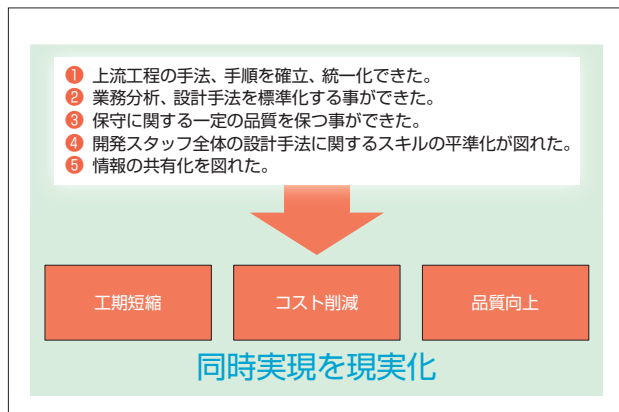 ❶ 上流工程の手法、手順を確立、統一化できた。
❷ 業務分析、設計手法を標準化する事ができた。
❸ 保守に関する一定の品質を保つ事ができた。
❹ 開発スタッフ全体の設計手法に関するスキルの平準化が図れた。
❺ 情報の共有化を図れた。
工期短縮
コスト削減
品質向上
同時実現を現実化